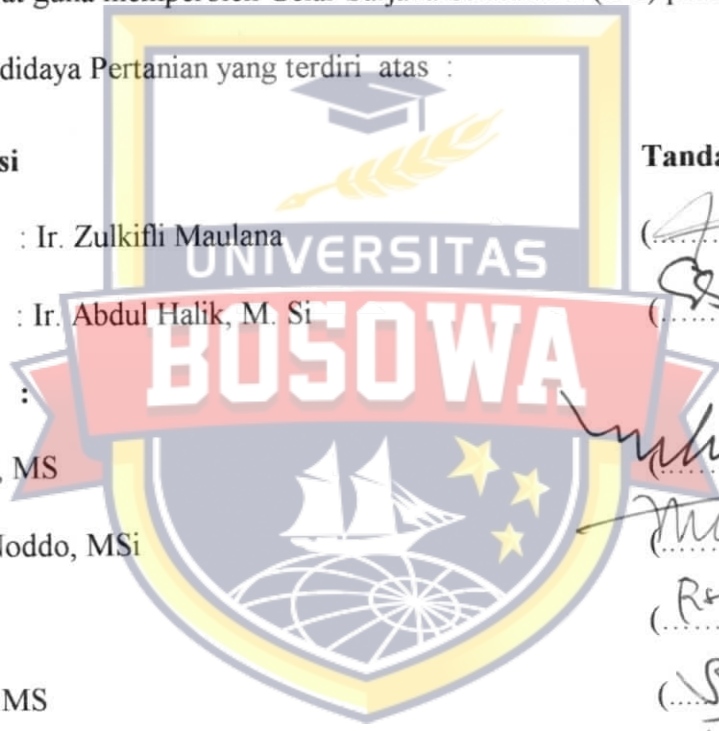 didaya Pertanian yang terdiri atas :
si Tanda
: Ir. Zulkifli Maulana (
UNIVERSITAS
: Ir. Abdul Halik, M. Si (
BOSOWA
:
, MS (
oddo, MSi (
(
MS (